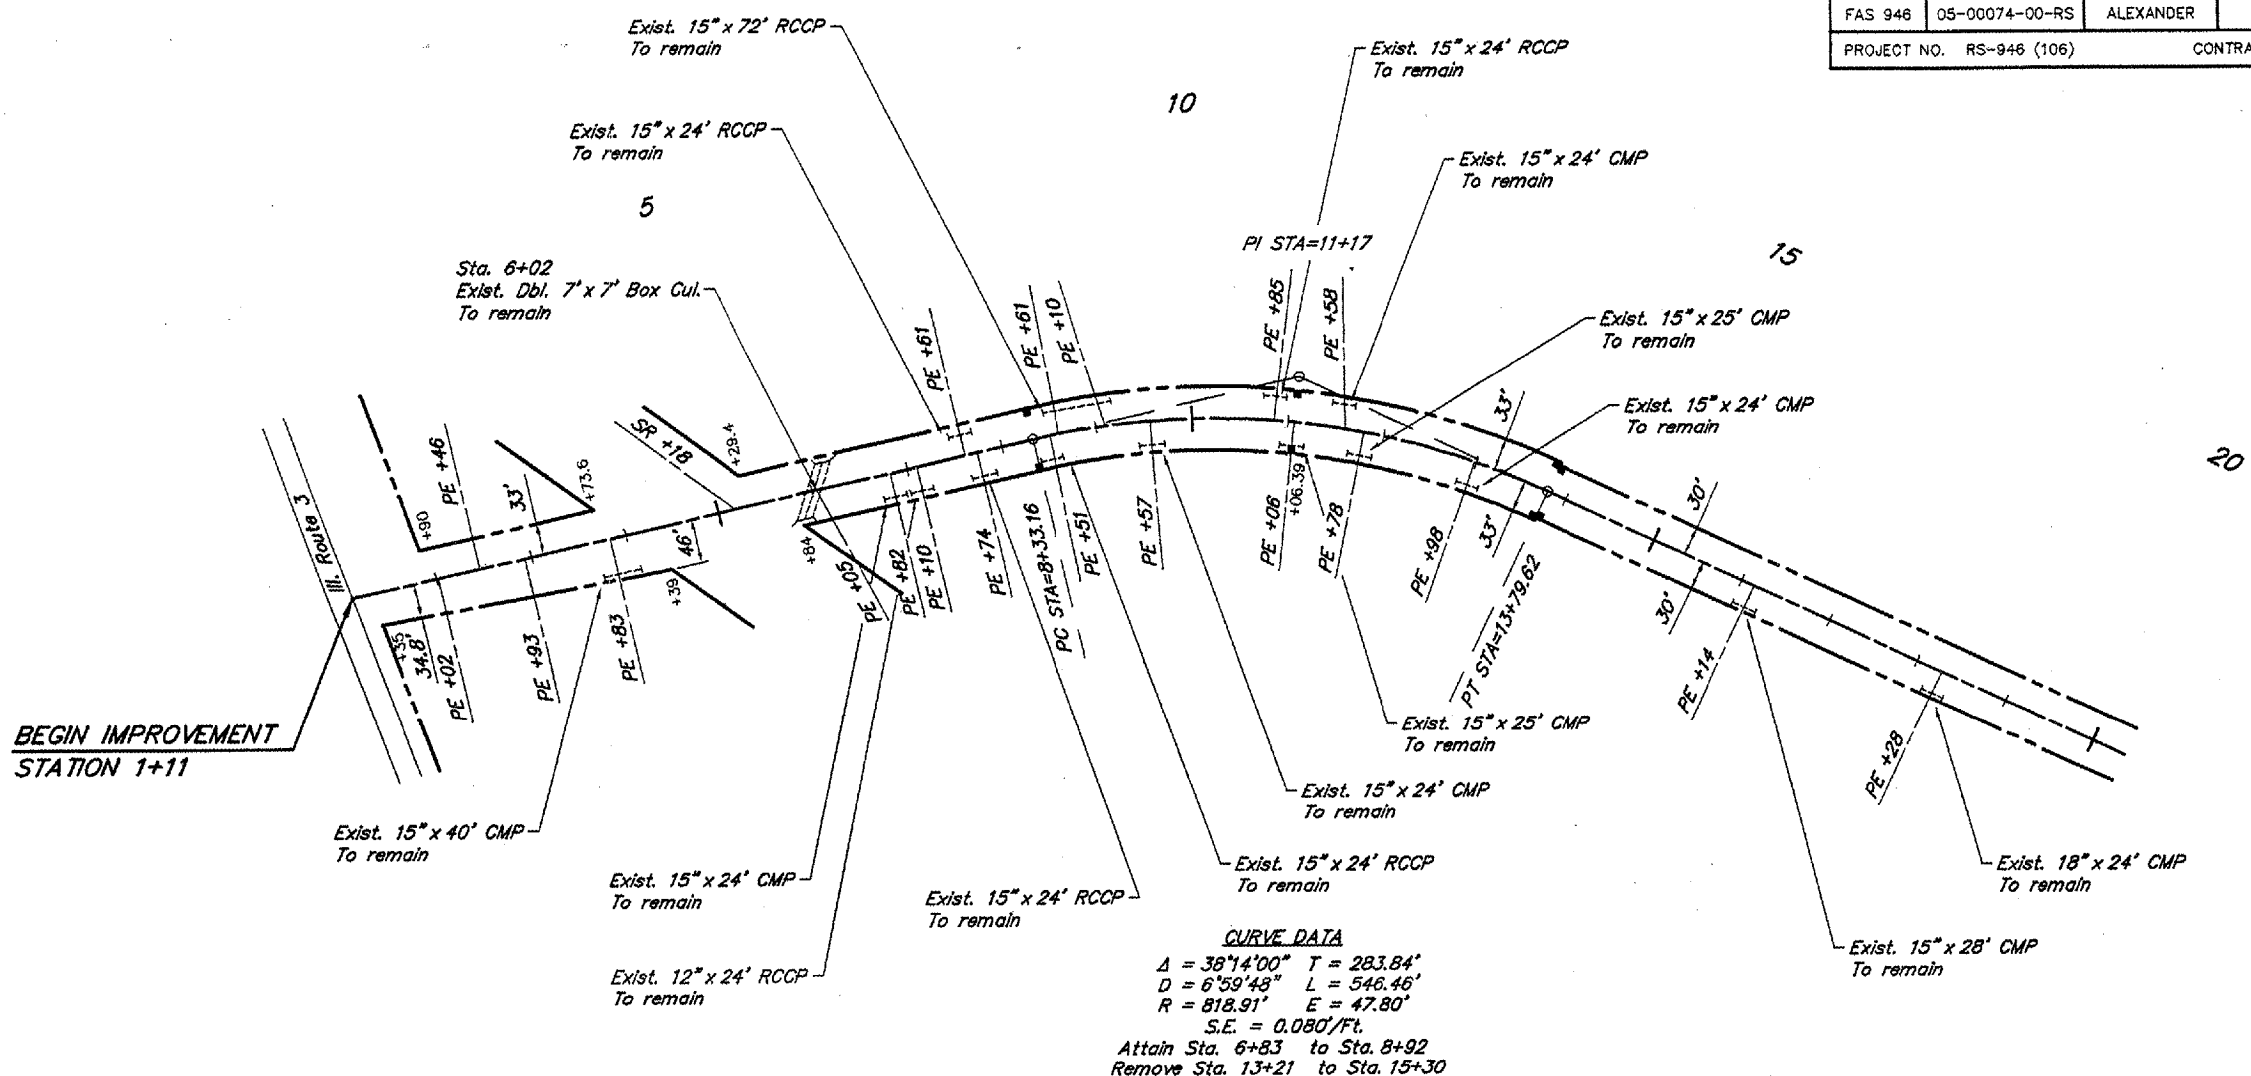 FAS 946 05-00074-00-RS ALEXANDER
PROJECT NO. RS-946 (106) CONTRA
Exist. 15" x 72' RCCP
To remain
Exist. 15" x 24' RCCP
To remain
10
Exist. 15" x 24' RCCP
To remain
Exist. 15" x 24' CMP
To remain
5
PI STA=11+17
15
Sta. 6+02
Exist. Dbl. 7' x 7' Box Cul.
To remain
Exist. 15" x 25' CMP
To remain
Exist. 15" x 24' CMP
To remain
20
PE +61
PE +61
PE +10
PE +85
PE +58
33'
Ill. Route 3
+90
PE +46
33'
+73.6
SR +18
+29.4
46'
+84
+39
+35
34.8'
PE +02
PE +93
PE +83
PE +05
PE +82
PE +10
PE +74
PC STA=8+33.16
PE +51
PE +57
PE +06
+06.39
PE +78
PE +98
33'
PT STA=13+79.62
30'
30'
PE +14
PE +28
BEGIN IMPROVEMENT
STATION 1+11
Exist. 15" x 25' CMP
To remain
Exist. 15" x 24' CMP
To remain
Exist. 15" x 40' CMP
To remain
Exist. 15" x 24' CMP
To remain
Exist. 15" x 24' RCCP
To remain
Exist. 15" x 24' RCCP
To remain
Exist. 18" x 24' CMP
To remain
Exist. 12" x 24' RCCP
To remain
Exist. 15" x 28' CMP
To remain
CURVE DATA
Δ = 38°14'00" T = 283.84'
D = 6°59'48" L = 546.46'
R = 818.91' E = 47.80'
S.E. = 0.080'/Ft.
Attain Sta. 6+83 to Sta. 8+92
Remove Sta. 13+21 to Sta. 15+30